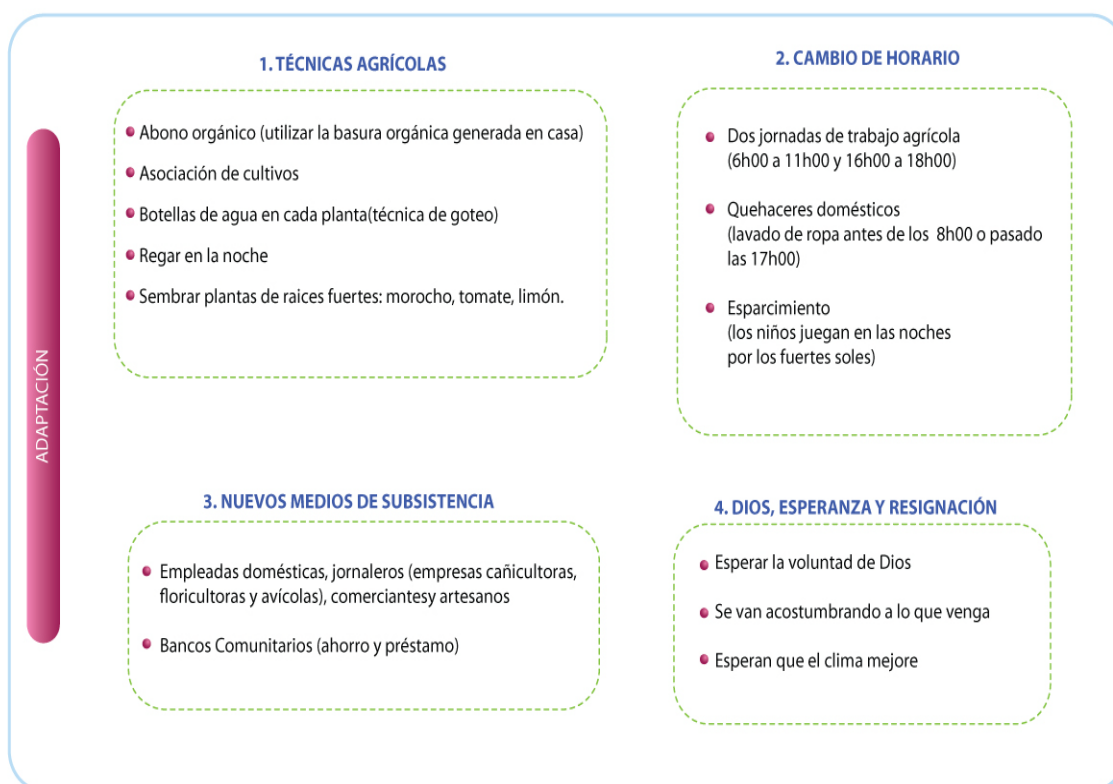 ADAPTACIÓN
1. TÉCNICAS AGRÍCOLAS
Abono orgánico (utilizar la basura orgánica generada en casa)
Asociación de cultivos
Botellas de agua en cada planta(técnica de goteo)
Regar en la noche
Sembrar plantas de raices fuertes: morocho, tomate, limón.
2. CAMBIO DE HORARIO
Dos jornadas de trabajo agrícola
(6h00 a 11h00 y 16h00 a 18h00)
Quehaceres domésticos
(lavado de ropa antes de los 8h00 o pasado
las 17h00)
Esparcimiento
(los niños juegan en las noches
por los fuertes soles)
3. NUEVOS MEDIOS DE SUBSISTENCIA
Empleadas domésticas, jornaleros (empresas cañicultoras,
floricultoras y avícolas), comerciantesy artesanos
Bancos Comunitarios (ahorro y préstamo)
4. DIOS, ESPERANZA Y RESIGNACIÓN
Esperar la voluntad de Dios
Se van acostumbrando a lo que venga
Esperan que el clima mejore